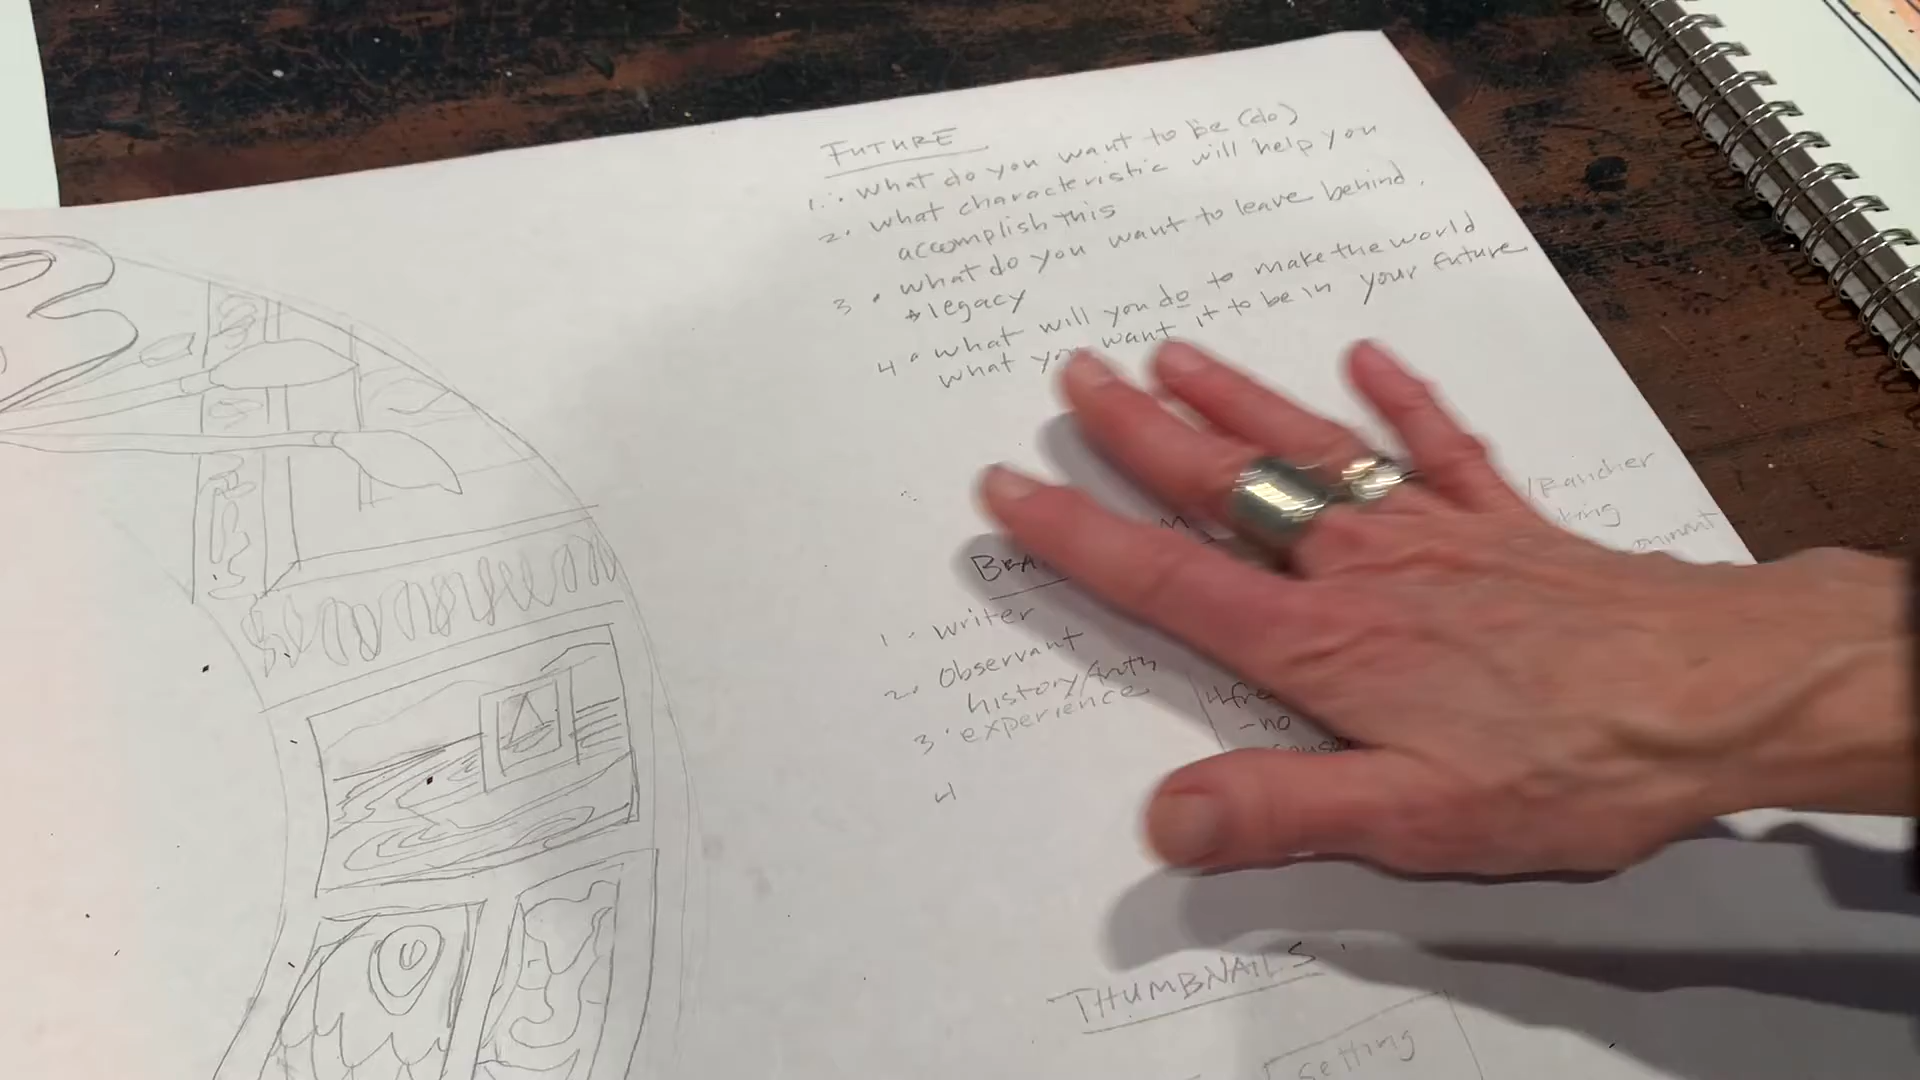 FUTURE
1. • what do you want to be (do)
2. what characteristic will help you
accomplish this
3 • what do you want to leave behind.
legacy
4 • what will you do to make the world
what you want it to be in your future
/Rancher
BRA
1 • writer
2. observant
history/truth
3 • experience
-no
4
THUMBNAILS
setting